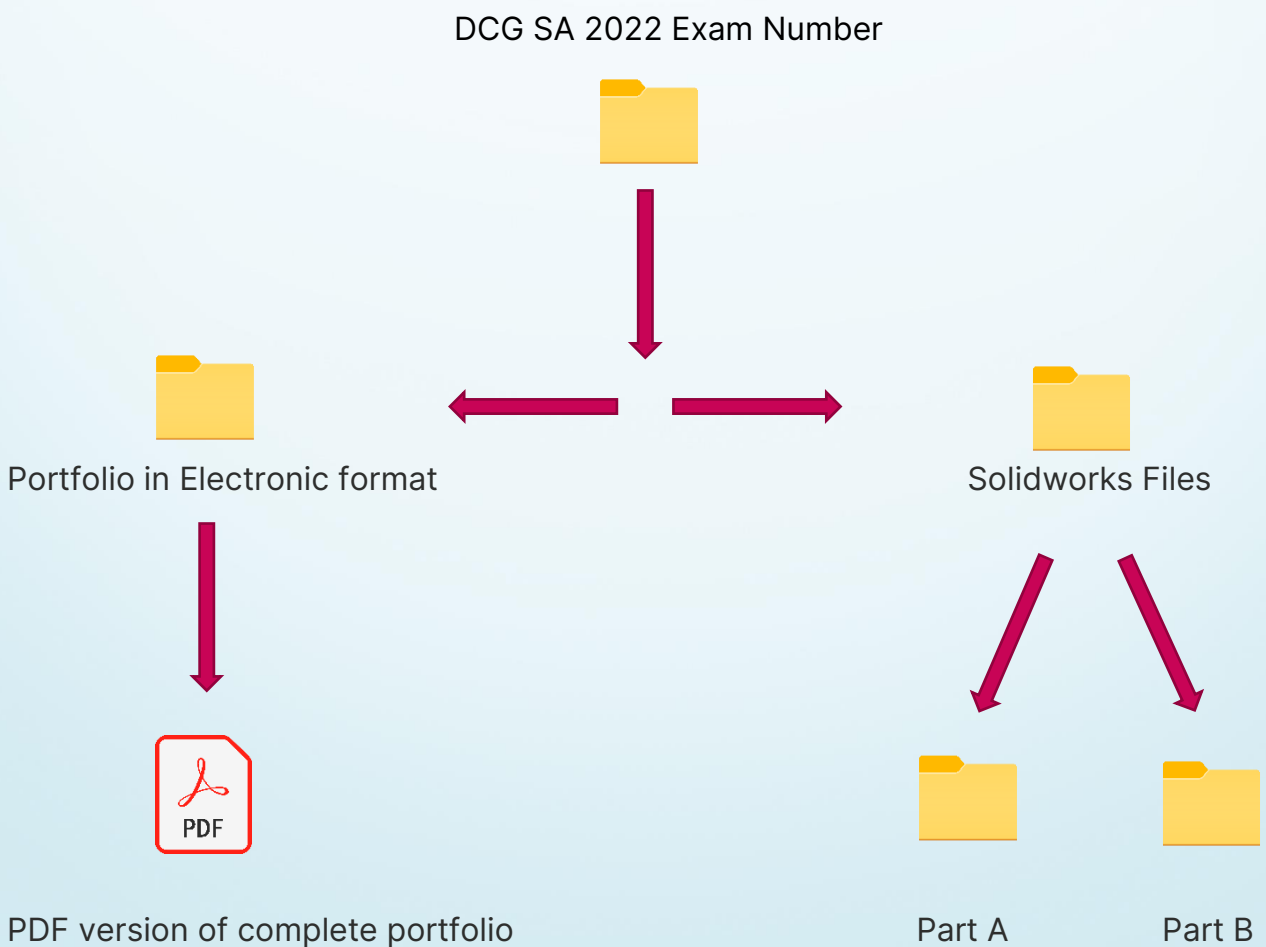 DCG SA 2022 Exam Number
Portfolio in Electronic format
Solidworks Files
PDF
PDF version of complete portfolio
Part A
Part B